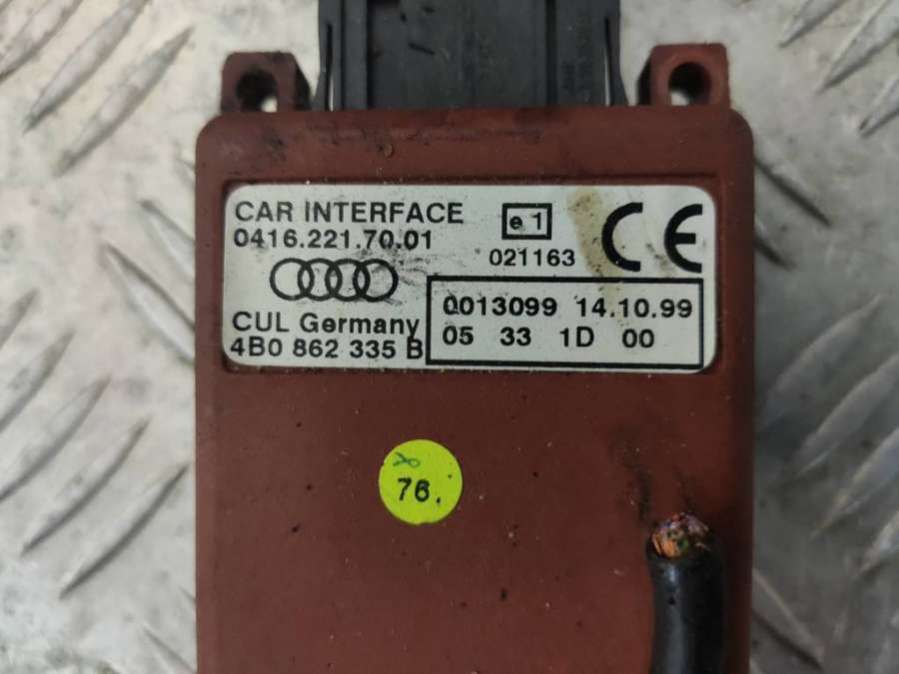 CAR INTERFACE
0416.221.70.01
e 1
021163
CE
CUL Germany
4B0 862 335 B
0013099 14.10.99
05 33 1D 00
76.